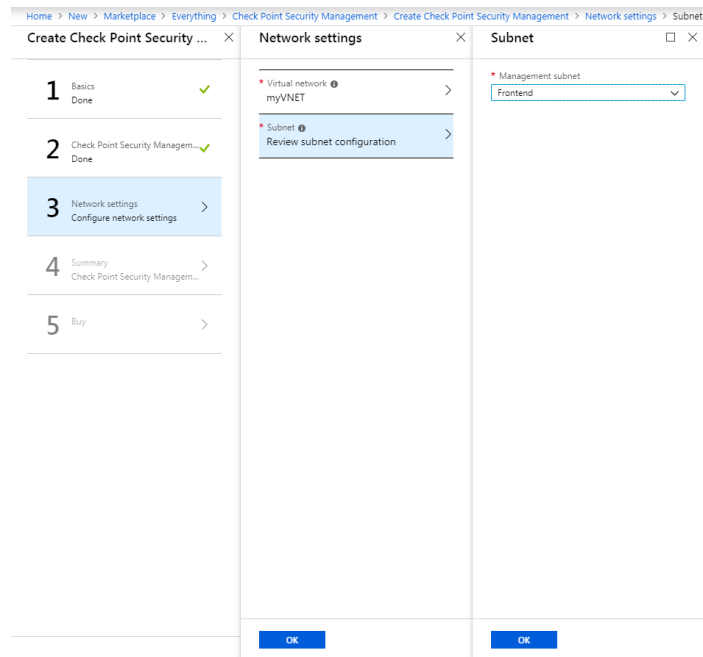 Home > New > Marketplace > Everything > Check Point Security Management > Create Check Point Security Management > Network settings > Subnet
Create Check Point Security ...
1
Basics
Done
2
Check Point Security Managem...
Done
3
Network settings
Configure network settings
4
Summary
Check Point Security Managem...
5
Buy
Network settings
* Virtual network
myVNET
* Subnet
Review subnet configuration
OK
Subnet
* Management subnet
Frontend
OK